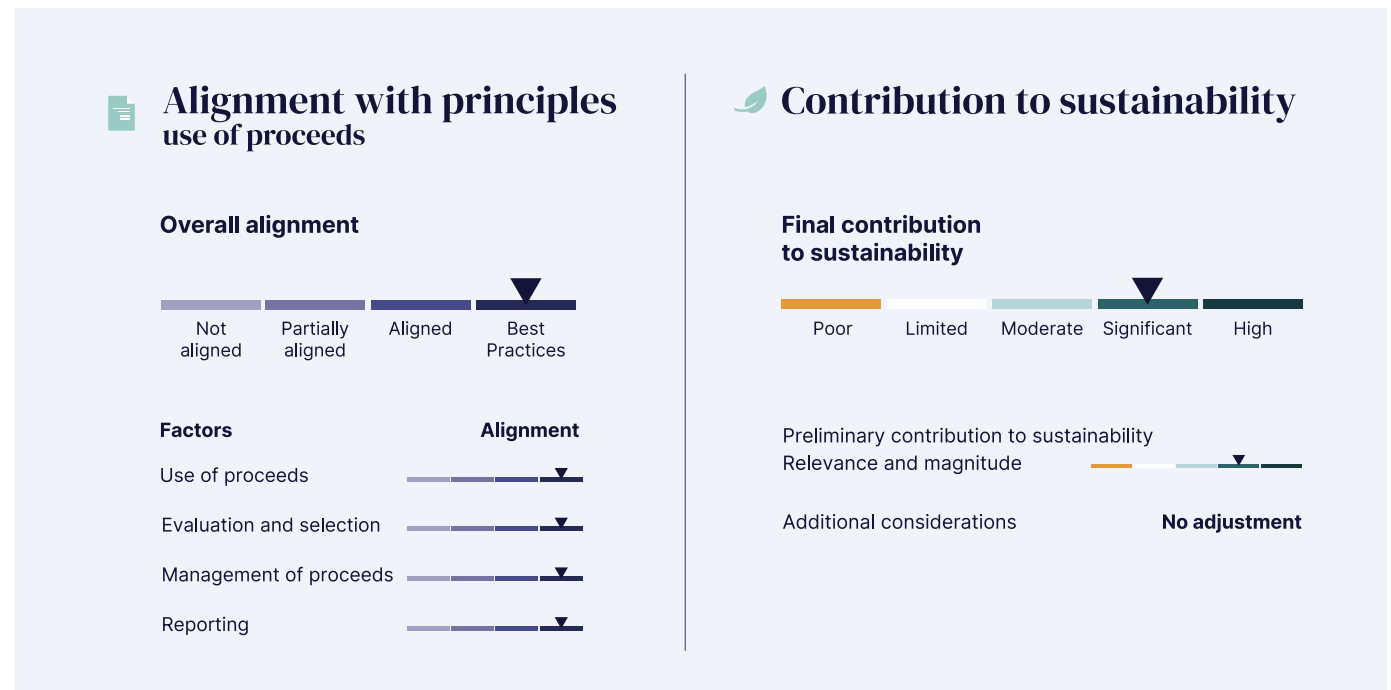 Alignment with principles
use of proceeds
Overall alignment
Not
aligned
Partially
aligned
Aligned
Best
Practices
Factors
Alignment
Use of proceeds
Evaluation and selection
Management of proceeds
Reporting
Contribution to sustainability
Final contribution
to sustainability
Poor
Limited
Moderate
Significant
High
Preliminary contribution to sustainability
Relevance and magnitude
Additional considerations
No adjustment